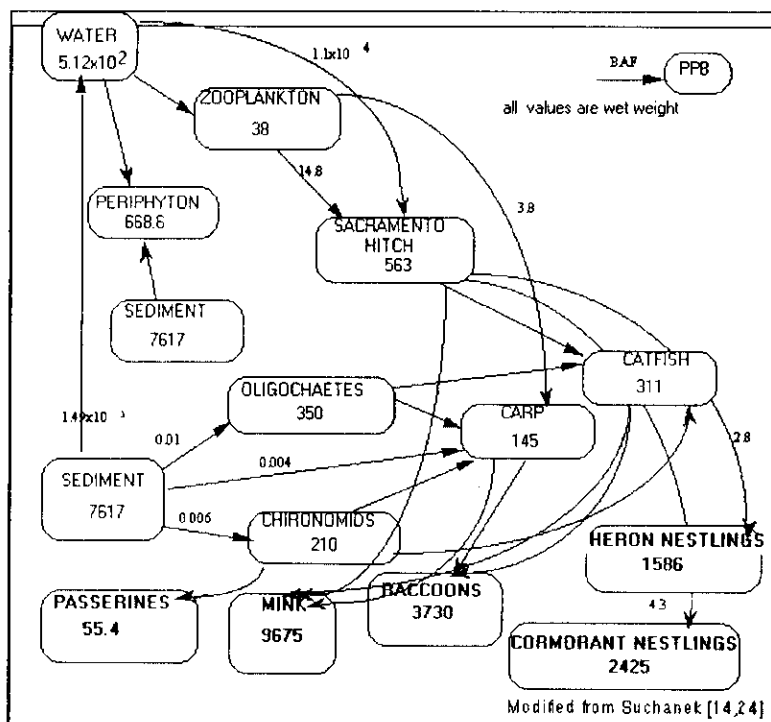 WATER
5.12x10 2
1.1x10 4
BAF
PPB
all values are wet weight
ZOOPLANKTON
38
14.8
3.8
PERIPHYTON
668.6
SACRAMENTO
HITCH
563
SEDIMENT
7617
CATFISH
311
OLIGOCHAETES
350
CARP
145
1.49x10
0.01
0.004
2.8
SEDIMENT
7617
0.006
CHIRONOMIDS
210
HERON NESTLINGS
1586
PASSERINES
55.4
MINK
9675
RACCOONS
3730
4.3
CORMORANT NESTLINGS
2425
Modified from Suchanek [14,24]